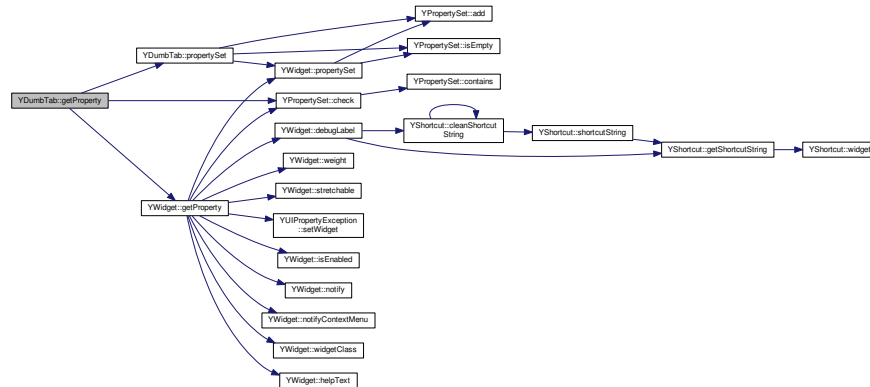 YPropertySet::add
YDumbTab::propertySet
YPropertySet::isEmpty
YWidget::propertySet
YPropertySet::contains
YDumbTab::getProperty
YPropertySet::check
YWidget::debugLabel
YShortcut::cleanShortcut
String
YShortcut::shortcutString
YShortcut::getShortcutString
YShortcut::widget
YWidget::weight
YWidget::stretchable
YWidget::getProperty
YUIPropertyException
::setWidget
YWidget::isEnabled
YWidget::notify
YWidget::notifyContextMenu
YWidget::widgetClass
YWidget::helpText